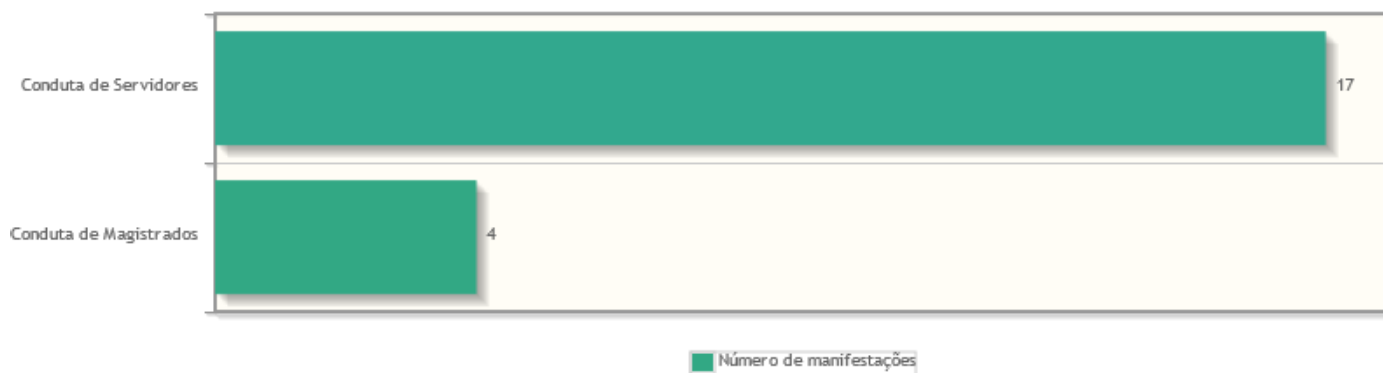 Conduta de Servidores
17
Conduta de Magistrados
4
Número de manifestações